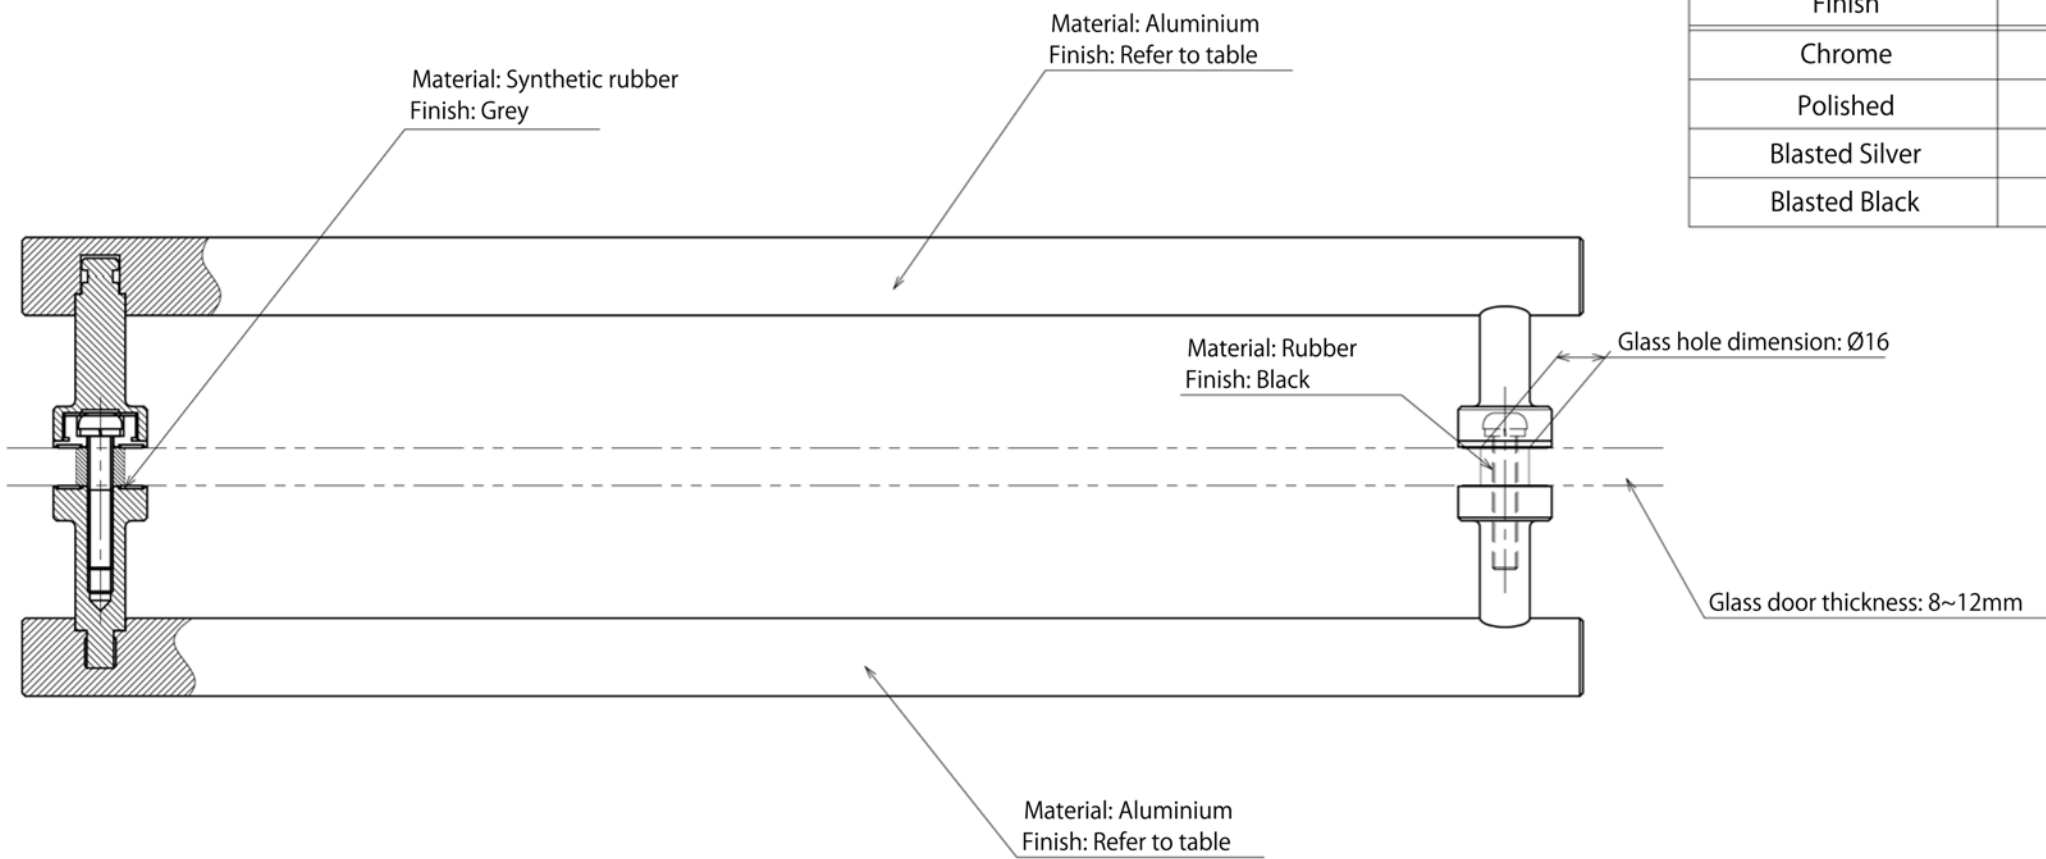 Finish
Material: Aluminium
Finish: Refer to table
Chrome
Material: Synthetic rubber
Finish: Grey
Polished
Blasted Silver
Blasted Black
Glass hole dimension: Ø16
Material: Rubber
Finish: Black
Glass door thickness: 8~12mm
Material: Aluminium
Finish: Refer to table